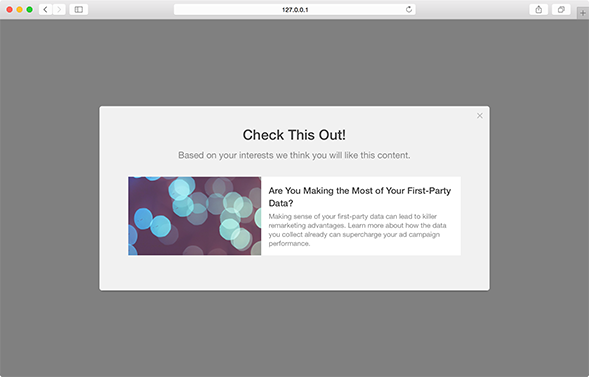 127.0.0.1
Check This Out!
Based on your interests we think you will like this content.
Are You Making the Most of Your First-Party
Data?
Making sense of your first-party data can lead to killer
remarketing advantages. Learn more about how the data
you collect already can supercharge your ad campaign
performance.